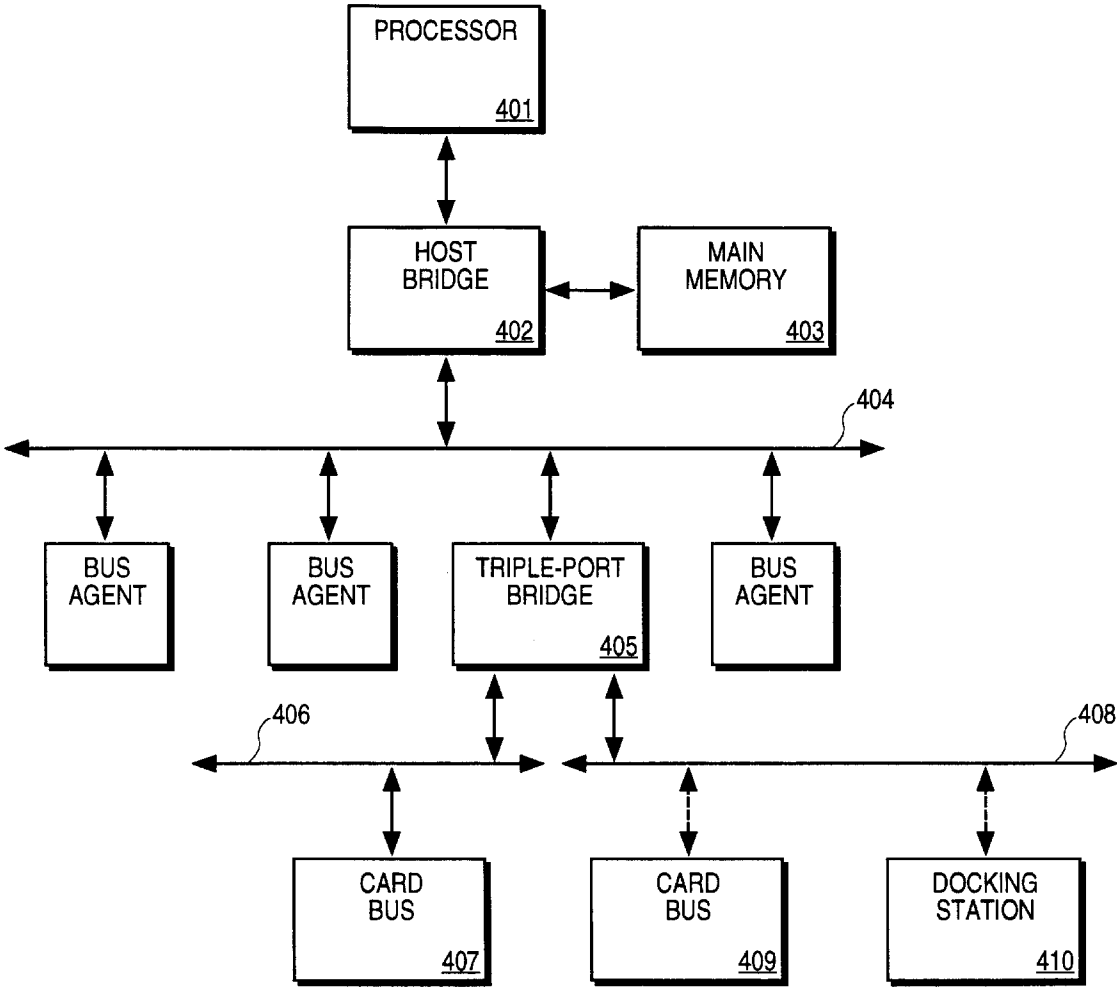 PROCESSOR
401
HOST
BRIDGE
402
MAIN
MEMORY
403
404
BUS
AGENT
BUS
AGENT
TRIPLE-PORT
BRIDGE
405
BUS
AGENT
406
408
CARD
BUS
407
CARD
BUS
409
DOCKING
STATION
410